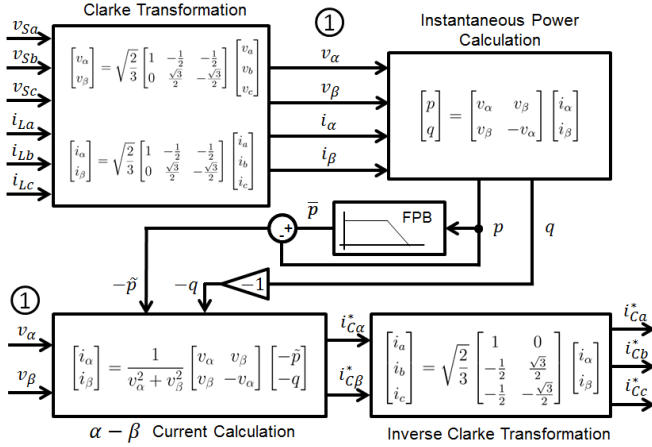 Clarke Transformation
v_Sa
v_Sb
v_Sc
i_La
i_Lb
i_Lc
[v_α v_β] = √(2/3) [1 -1/2 -1/2; 0 √3/2 -√3/2] [v_a v_b v_c]
[i_α i_β] = √(2/3) [1 -1/2 -1/2; 0 √3/2 -√3/2] [i_a i_b i_c]
1
v_α
v_β
i_α
i_β
Instantaneous Power
Calculation
[p q] = [v_α v_β; v_β -v_α] [i_α i_β]
p̅
FPB
- +
p
q
-p̃
-q
-1
1
v_α
v_β
[i_α i_β] = 1/(v_α^2 + v_β^2) [v_α v_β; v_β -v_α] [-p̃ -q]
α − β Current Calculation
i*_Cα
i*_Cβ
[i_a i_b i_c] = √(2/3) [1 0; -1/2 √3/2; -1/2 -√3/2] [i_α i_β]
i*_Ca
i*_Cb
i*_Cc
Inverse Clarke Transformation